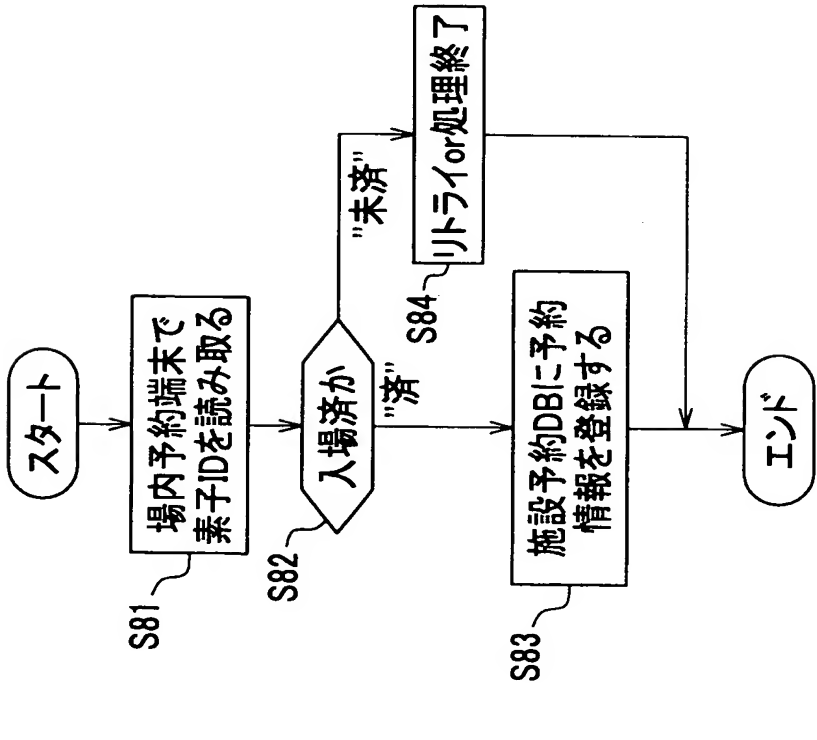 スタート
S81
場内予約端末で
素子IDを読み取る
S82
入場済か
"未済"
"済"
S84
リトライor処理終了
S83
施設予約DBに予約
情報を登録する
エンド